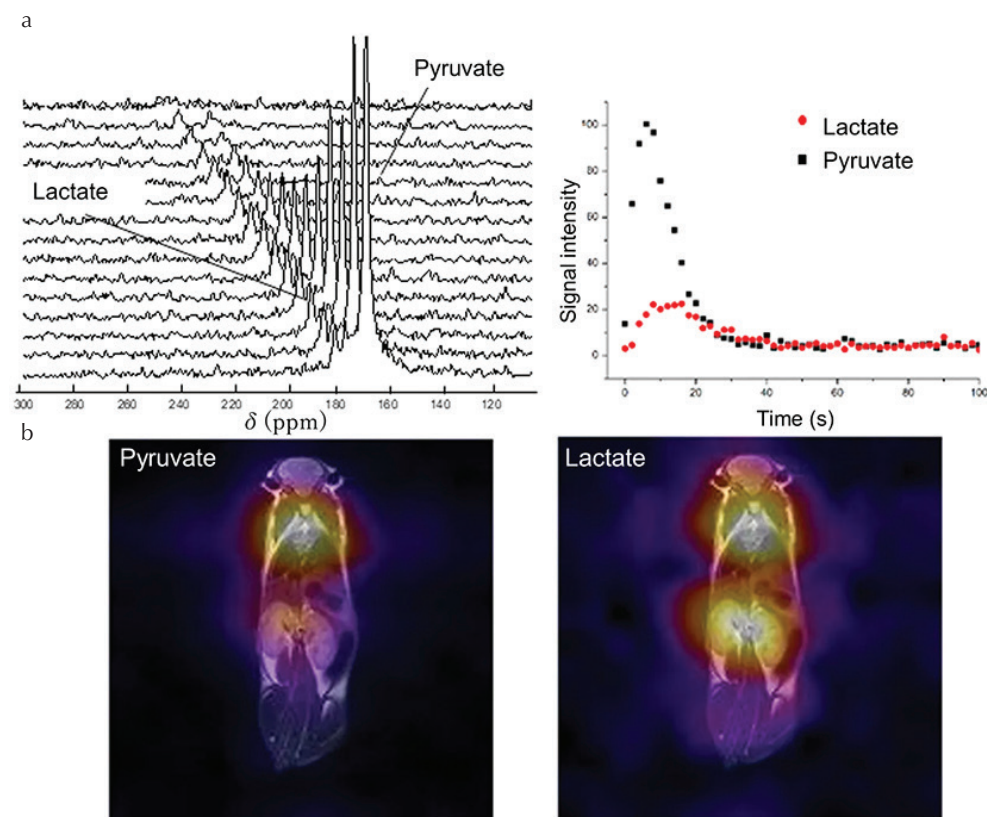 a
Pyruvate
Lactate
300 280 260 240 220 200 180 160 140 120
δ (ppm)
Lactate
Pyruvate
Signal intensity
100
80
60
40
20
0
0 20 40 60 80 100
Time (s)
b
Pyruvate
Lactate